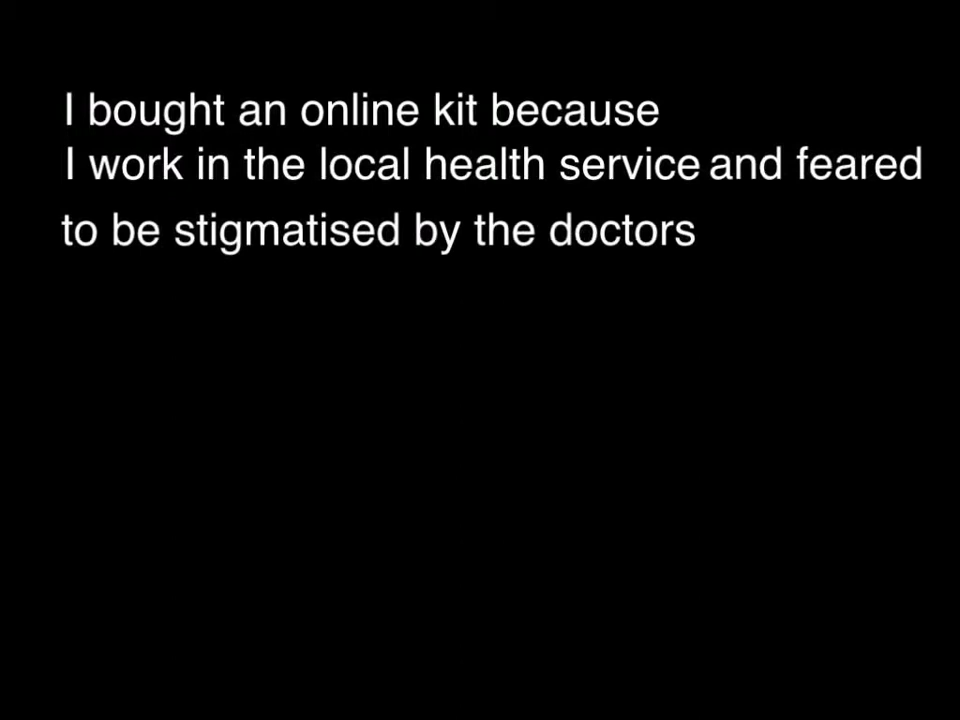 I bought an online kit because
I work in the local health service and feared
to be stigmatised by the doctors